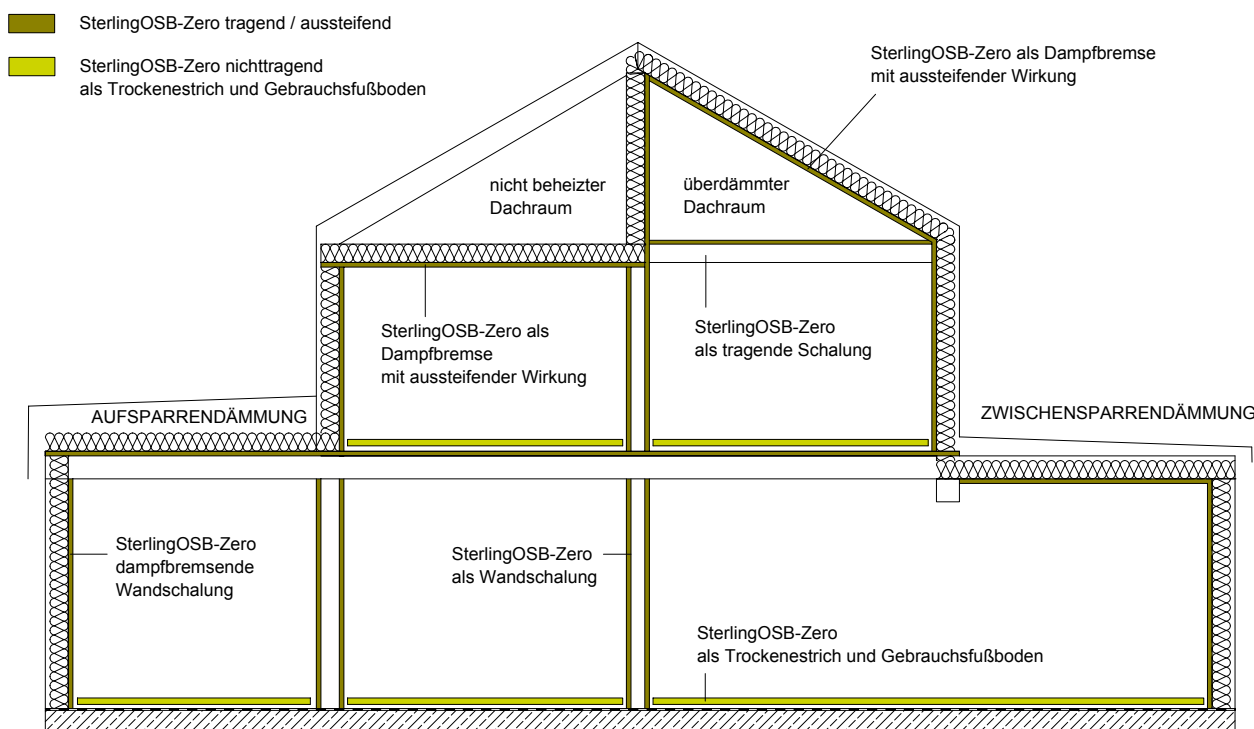 SterlingOSB-Zero tragend / aussteifend
SterlingOSB-Zero nichttragend
als Trockenestrich und Gebrauchsfußboden
SterlingOSB-Zero als Dampfbremse
mit aussteifender Wirkung
nicht beheizter
Dachraum
überdämmter
Dachraum
SterlingOSB-Zero als
Dampfbremse
mit aussteifender Wirkung
SterlingOSB-Zero
als tragende Schalung
AUFSPARRENDÄMMUNG
ZWISCHENSPARRENDÄMMUNG
SterlingOSB-Zero
dampfbremsende
Wandschalung
SterlingOSB-Zero
als Wandschalung
SterlingOSB-Zero
als Trockenestrich und Gebrauchsfußboden